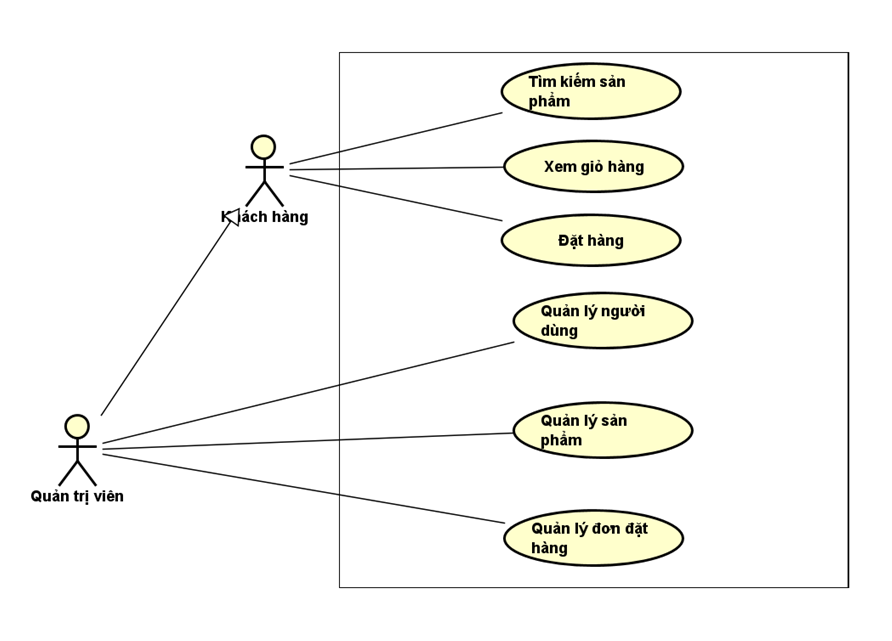 Tìm kiếm sản
phẩm
Xem giỏ hàng
Khách hàng
Đặt hàng
Quản lý người
dùng
Quản lý sản
phẩm
Quản trị viên
Quản lý đơn đặt
hàng